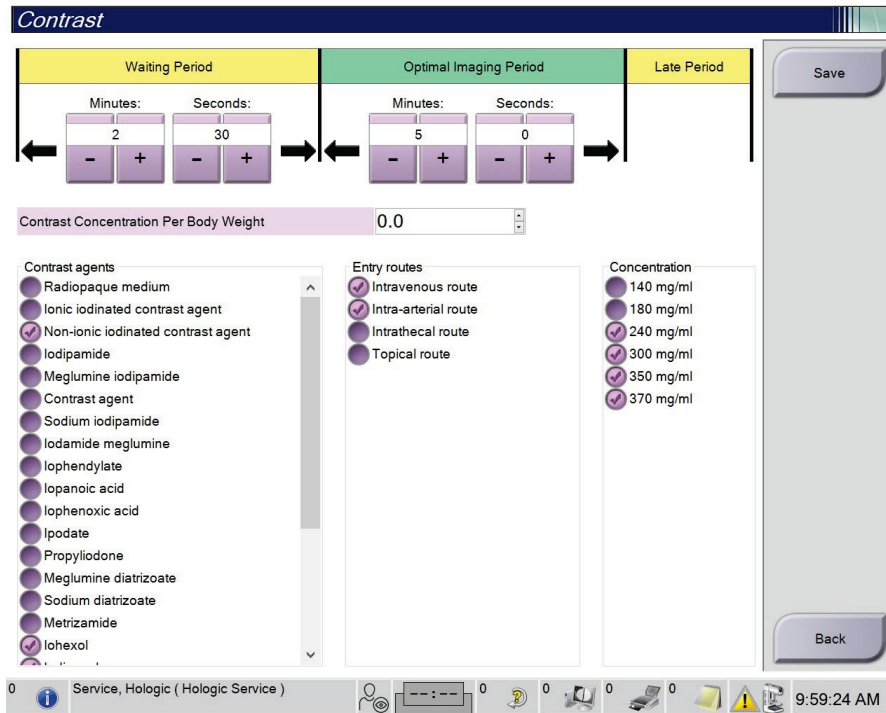 Contrast
Waiting Period
Optimal Imaging Period
Late Period
Save
Minutes:
Seconds:
Minutes:
Seconds:
2
30
5
0
- + - + - + - +
Contrast Concentration Per Body Weight
0.0
Contrast agents
Radiopaque medium
Ionic iodinated contrast agent
Non-ionic iodinated contrast agent
Iodipamide
Meglumine iodipamide
Contrast agent
Sodium iodipamide
Iodamide meglumine
Iophendylate
Iopanoic acid
Iophenoxic acid
Ipodate
Propyliodone
Meglumine diatrizoate
Sodium diatrizoate
Metrizamide
Iohexol
Entry routes
Intravenous route
Intra-arterial route
Intrathecal route
Topical route
Concentration
140 mg/ml
180 mg/ml
240 mg/ml
300 mg/ml
350 mg/ml
370 mg/ml
Back
0
Service, Hologic ( Hologic Service )
--:--
0
0
0
0
9:59:24 AM